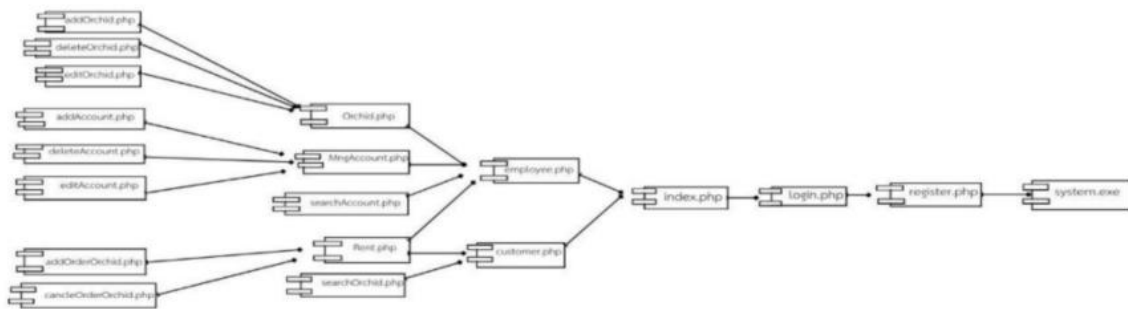 addOrchid.php
deleteOrchid.php
editOrchid.php
addAccount.php
deleteAccount.php
editAccount.php
addOrderOrchid.php
cancleOrderOrchid.php
Orchid.php
MngAccount.php
searchAccount.php
Rent.php
searchOrchid.php
employee.php
customer.php
index.php
login.php
register.php
system.exe